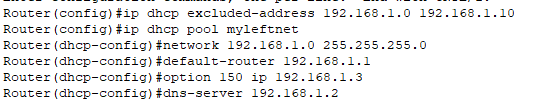 Router(config)#ip dhcp excluded-address 192.168.1.0 192.168.1.10
Router(config)#ip dhcp pool myleftnet
Router(dhcp-config)#network 192.168.1.0 255.255.255.0
Router(dhcp-config)#default-router 192.168.1.1
Router(dhcp-config)#option 150 ip 192.168.1.3
Router(dhcp-config)#dns-server 192.168.1.2